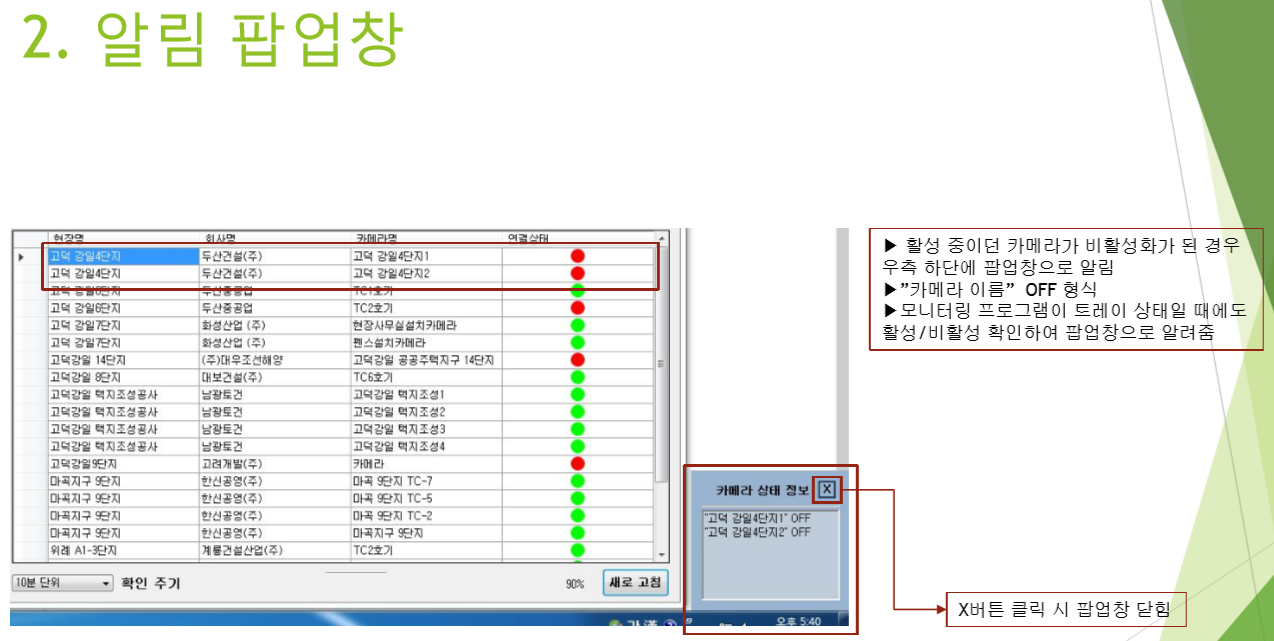 2. 알림 팝업창
현장명 회사명 카메라명 연결상태
고덕 강일4단지 두산건설(주) 고덕 강일4단지1
고덕 강일4단지 두산건설(주) 고덕 강일4단지2
고덕 강일6단지 두산중공업 TC1호기
고덕 강일6단지 두산중공업 TC2호기
고덕 강일7단지 화성산업 (주) 현장사무실설치카메라
고덕 강일7단지 화성산업 (주) 펜스설치카메라
고덕강일 14단지 (주)대우조선해양 고덕강일 공공주택지구 14단지
고덕강일 8단지 대보건설(주) TC6호기
고덕강일 택지조성공사 남광토건 고덕강일 택지조성1
고덕강일 택지조성공사 남광토건 고덕강일 택지조성2
고덕강일 택지조성공사 남광토건 고덕강일 택지조성3
고덕강일 택지조성공사 남광토건 고덕강일 택지조성4
고덕강일9단지 고려개발(주) 카메라
마곡지구 9단지 한신공영(주) 마곡 9단지 TC-7
마곡지구 9단지 한신공영(주) 마곡 9단지 TC-5
마곡지구 9단지 한신공영(주) 마곡 9단지 TC-2
마곡지구 9단지 한신공영(주) 마곡지구 9단지
위례 A1-3단지 계룡건설산업(주) TC2호기
10분 단위 확인 주기 90% 새로 고침
카메라 상태 정보 X
"고덕 강일4단지1" OFF
"고덕 강일4단지2" OFF
오후 5:40
▶ 활성 중이던 카메라가 비활성화가 된 경우
우측 하단에 팝업창으로 알림
▶"카메라 이름" OFF 형식
▶모니터링 프로그램이 트레이 상태일 때에도
활성/비활성 확인하여 팝업창으로 알려줌
X버튼 클릭 시 팝업창 닫힘